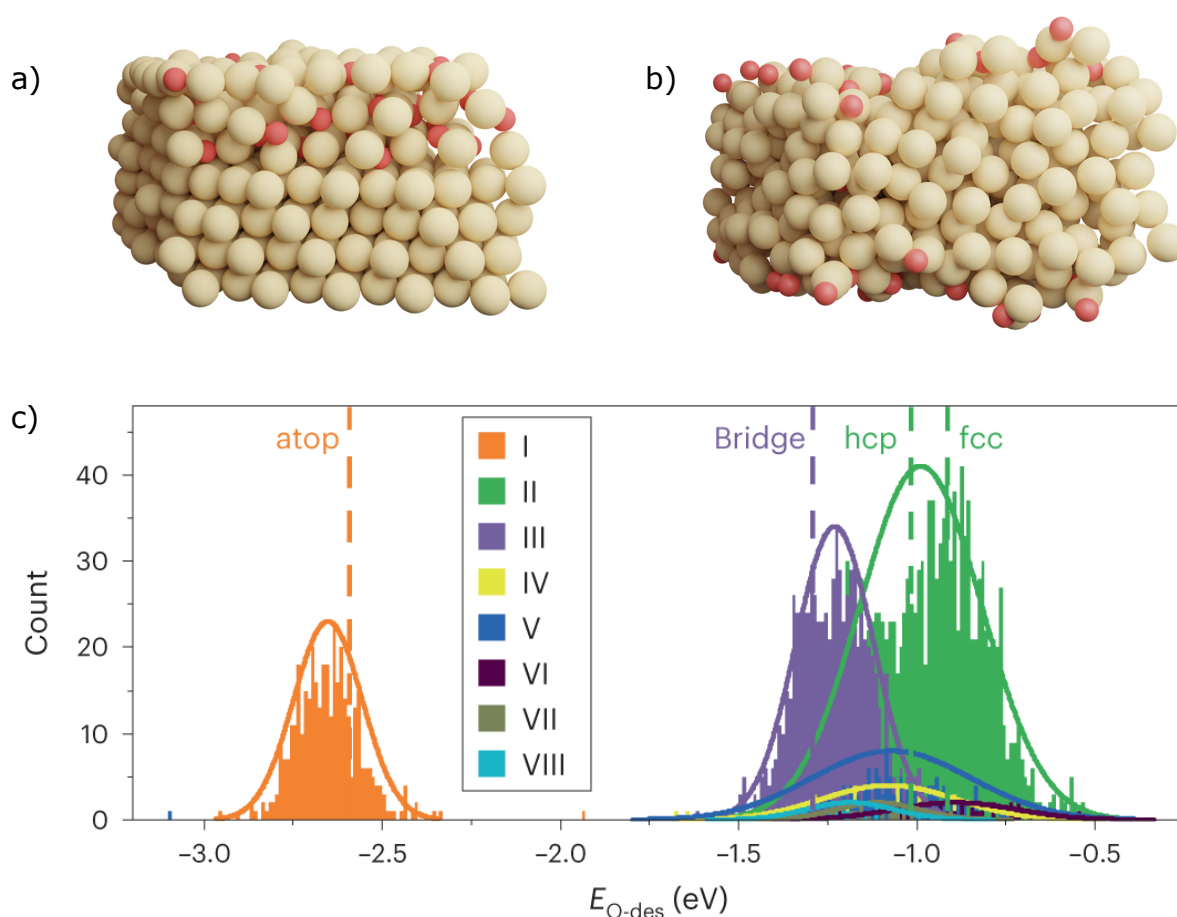 a)
b)
c)
atop
Bridge
hcp
fcc
I
II
III
IV
V
VI
VII
VIII
40
30
20
10
0
Count
−3.0
−2.5
−2.0
−1.5
−1.0
−0.5
E_O-des (eV)